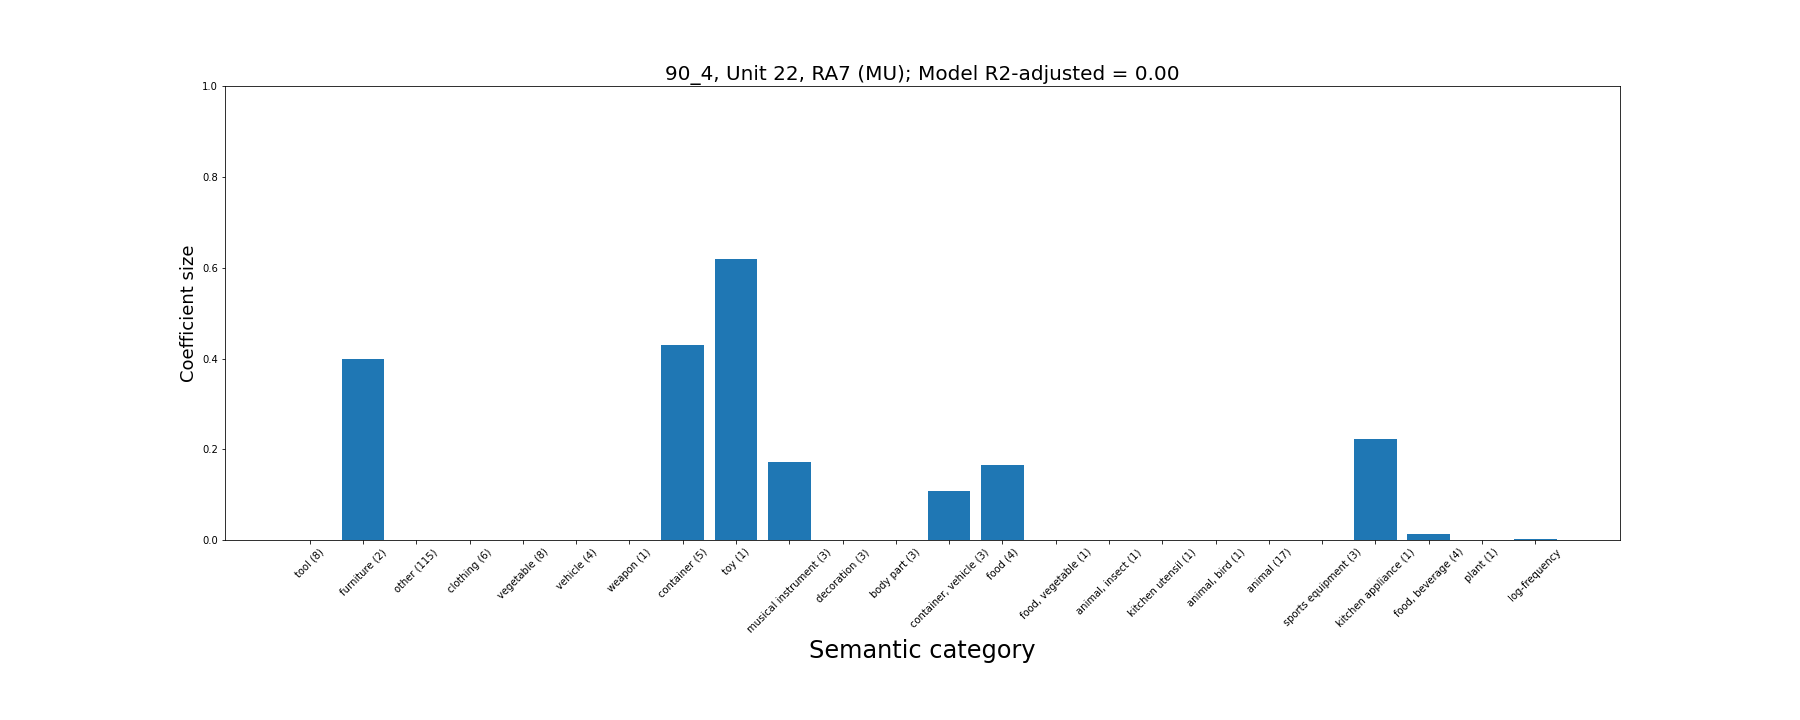 90_4, Unit 22, RA7 (MU); Model R2-adjusted = 0.00
1.0
0.8
0.6
0.4
0.2
0.0
Coefficient size
tool (8)
furniture (2)
other (115)
clothing (6)
vegetable (8)
vehicle (4)
weapon (1)
container (5)
toy (1)
musical instrument (3)
decoration (3)
body part (3)
container, vehicle (3)
food (4)
food, vegetable (1)
animal, insect (1)
kitchen utensil (1)
animal, bird (1)
animal (17)
sports equipment (3)
kitchen appliance (1)
food, beverage (4)
plant (1)
log-frequency
Semantic category